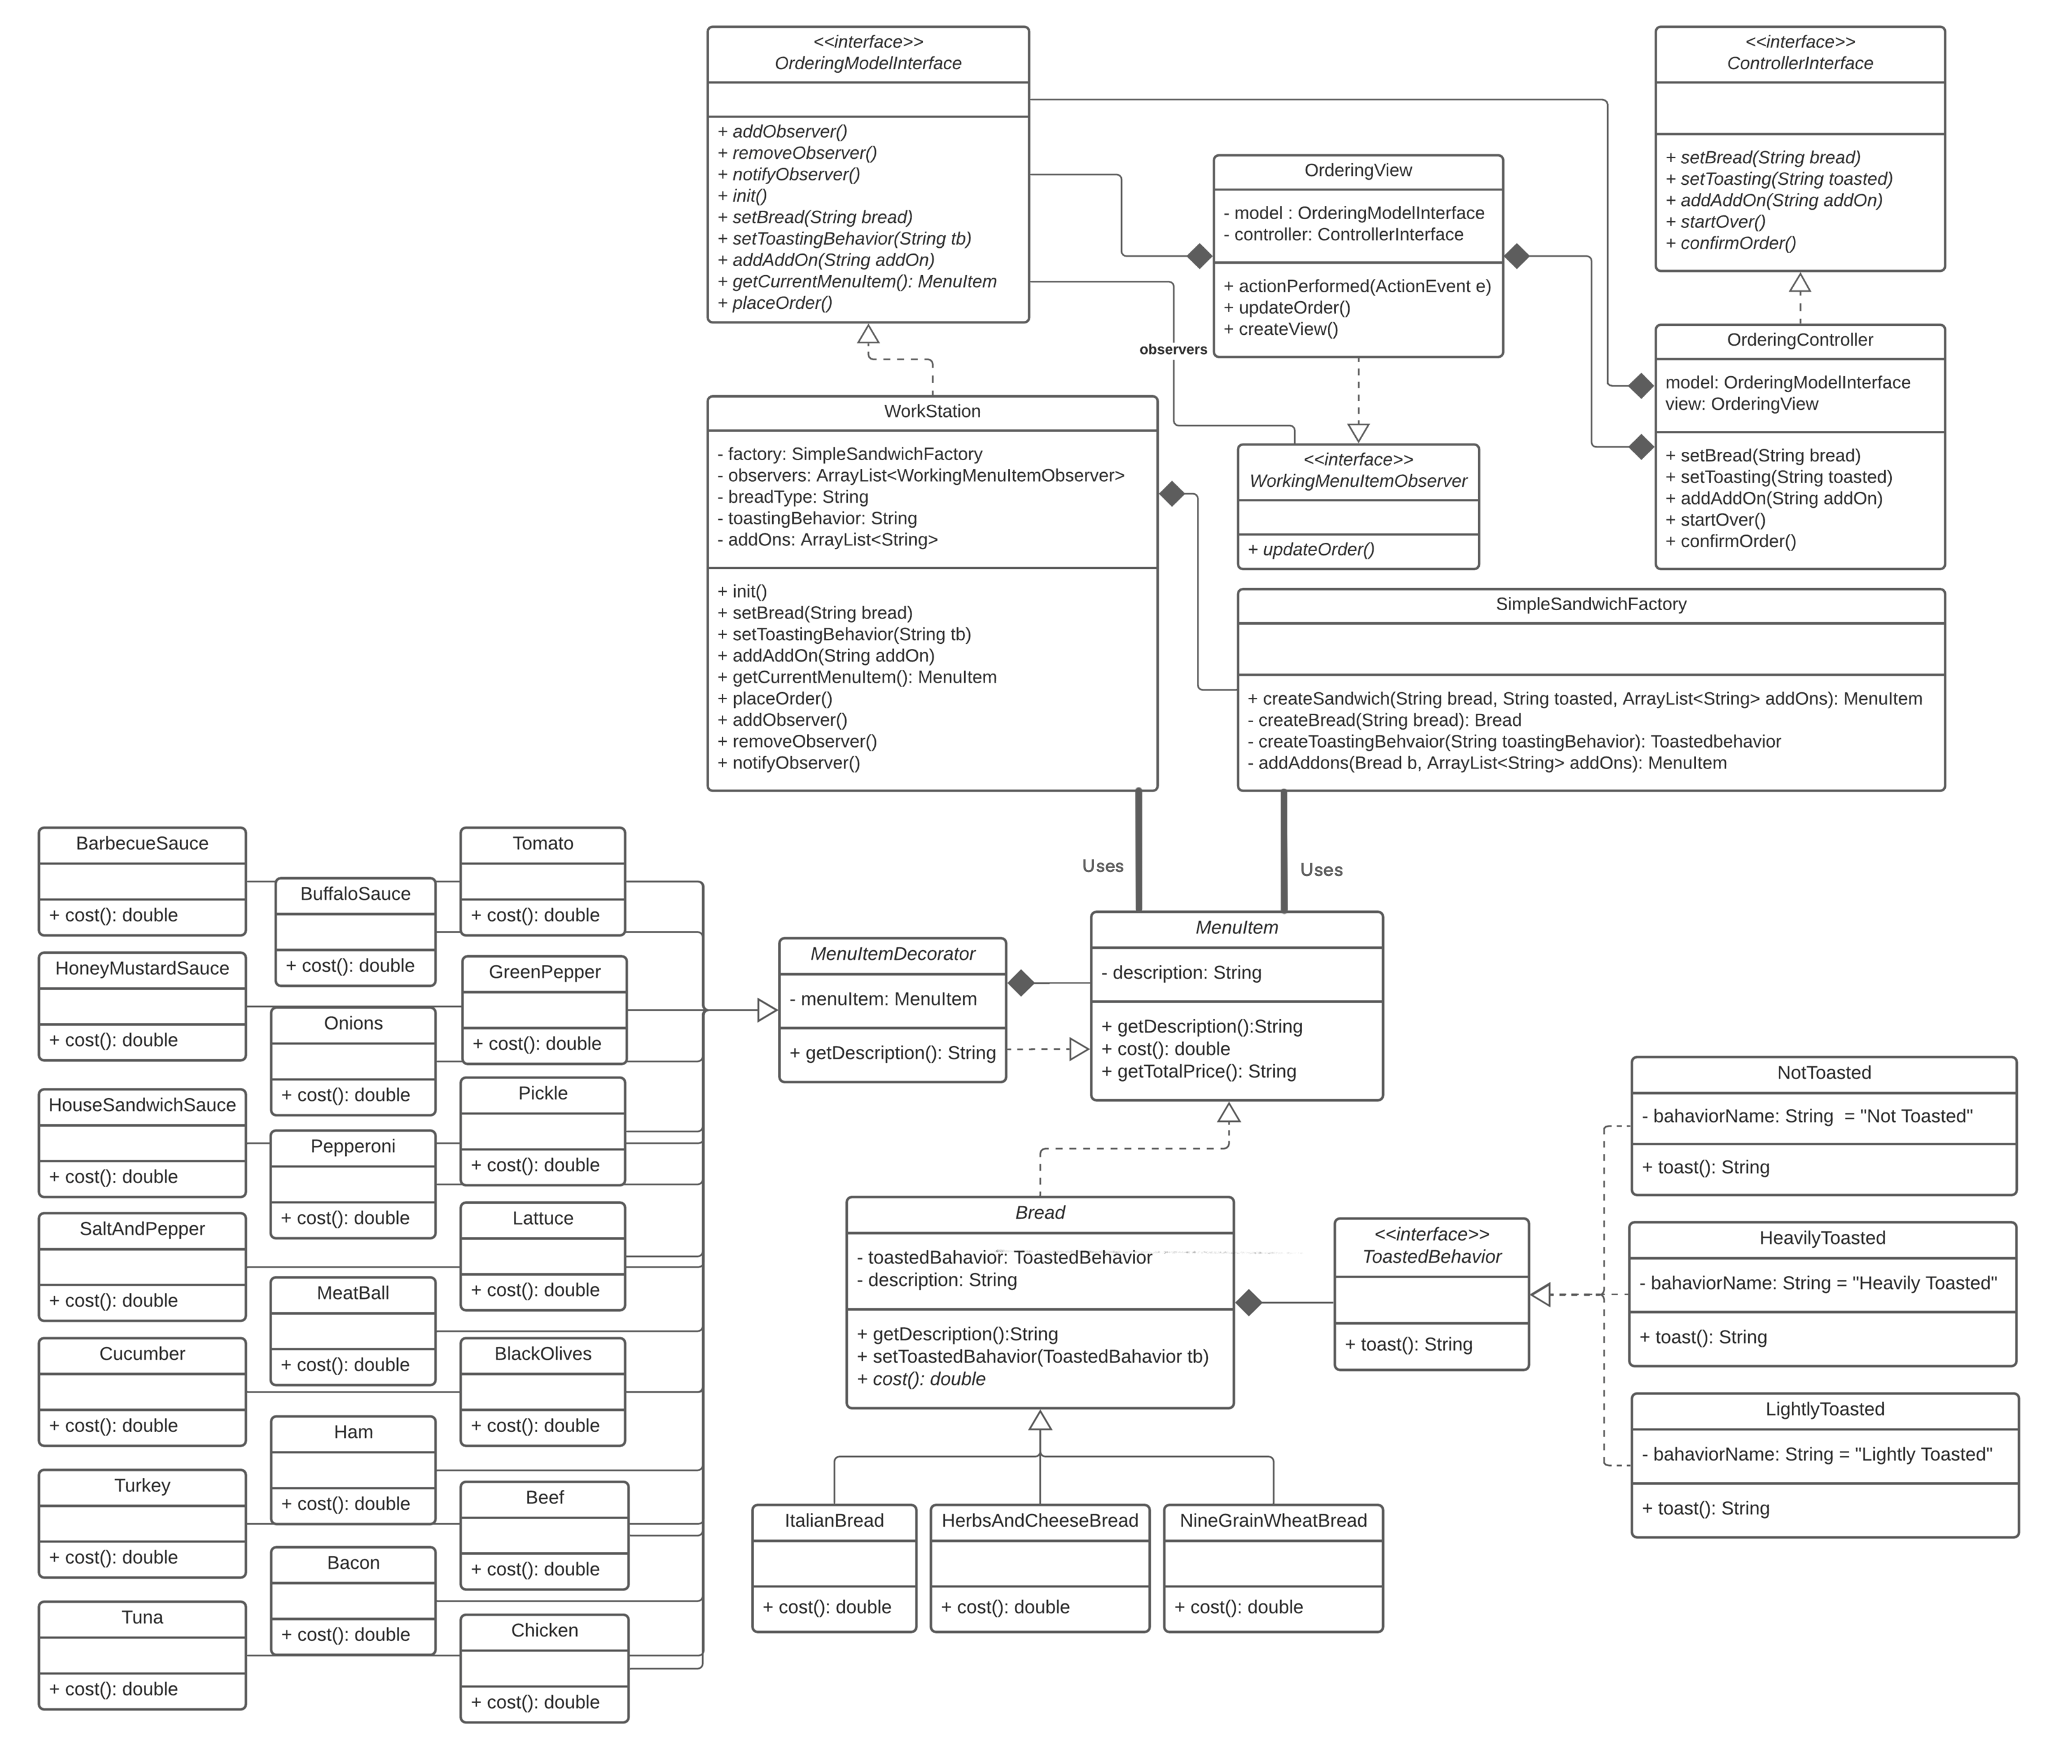 <<interface>>
OrderingModelInterface
+ addObserver()
+ removeObserver()
+ notifyObserver()
+ init()
+ setBread(String bread)
+ setToastingBehavior(String tb)
+ addAddOn(String addOn)
+ getCurrentMenuItem(): MenuItem
+ placeOrder()
OrderingView
- model : OrderingModelInterface
- controller: ControllerInterface
+ actionPerformed(ActionEvent e)
+ updateOrder()
+ createView()
<<interface>>
ControllerInterface
+ setBread(String bread)
+ setToasting(String toasted)
+ addAddOn(String addOn)
+ startOver()
+ confirmOrder()
observers
OrderingController
model: OrderingModelInterface
view: OrderingView
+ setBread(String bread)
+ setToasting(String toasted)
+ addAddOn(String addOn)
+ startOver()
+ confirmOrder()
WorkStation
- factory: SimpleSandwichFactory
- observers: ArrayList<WorkingMenuItemObserver>
- breadType: String
- toastingBehavior: String
- addOns: ArrayList<String>
+ init()
+ setBread(String bread)
+ setToastingBehavior(String tb)
+ addAddOn(String addOn)
+ getCurrentMenuItem(): MenuItem
+ placeOrder()
+ addObserver()
+ removeObserver()
+ notifyObserver()
<<interface>>
WorkingMenuItemObserver
+ updateOrder()
SimpleSandwichFactory
+ createSandwich(String bread, String toasted, ArrayList<String> addOns): MenuItem
- createBread(String bread): Bread
- createToastingBehvaior(String toastingBehavior): Toastedbehavior
- addAddons(Bread b, ArrayList<String> addOns): MenuItem
Uses
Uses
BarbecueSauce
+ cost(): double
BuffaloSauce
+ cost(): double
Tomato
+ cost(): double
HoneyMustardSauce
+ cost(): double
Onions
+ cost(): double
GreenPepper
+ cost(): double
HouseSandwichSauce
+ cost(): double
Pepperoni
+ cost(): double
Pickle
+ cost(): double
SaltAndPepper
+ cost(): double
MeatBall
+ cost(): double
Lattuce
+ cost(): double
Cucumber
+ cost(): double
Ham
+ cost(): double
BlackOlives
+ cost(): double
Turkey
+ cost(): double
Bacon
+ cost(): double
Beef
+ cost(): double
Tuna
+ cost(): double
Chicken
+ cost(): double
MenuItemDecorator
- menuItem: MenuItem
+ getDescription(): String
MenuItem
- description: String
+ getDescription():String
+ cost(): double
+ getTotalPrice(): String
Bread
- toastedBahavior: ToastedBehavior
- description: String
+ getDescription():String
+ setToastedBahavior(ToastedBahavior tb)
+ cost(): double
<<interface>>
ToastedBehavior
+ toast(): String
NotToasted
- bahaviorName: String  = "Not Toasted"
+ toast(): String
HeavilyToasted
- bahaviorName: String = "Heavily Toasted"
+ toast(): String
LightlyToasted
- bahaviorName: String = "Lightly Toasted"
+ toast(): String
ItalianBread
+ cost(): double
HerbsAndCheeseBread
+ cost(): double
NineGrainWheatBread
+ cost(): double